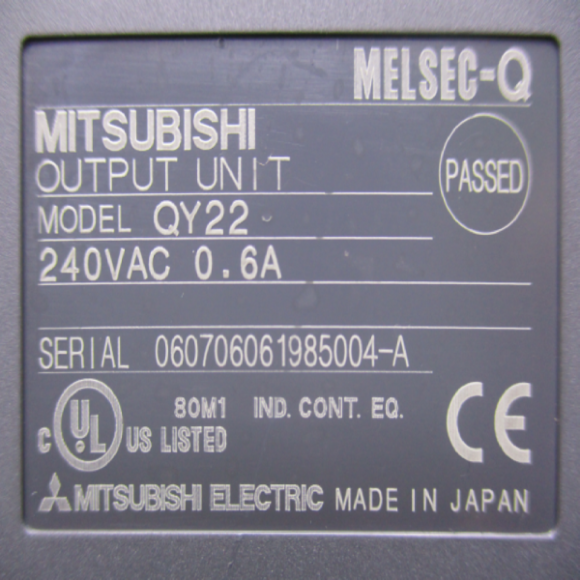 MELSEC-Q
MITSUBISHI
OUTPUT UNIT
PASSED
MODEL QY22
240VAC 0.6A
SERIAL 060706061985004-A
80M1 IND. CONT. EQ.
C UL US LISTED
CE
MITSUBISHI ELECTRIC MADE IN JAPAN